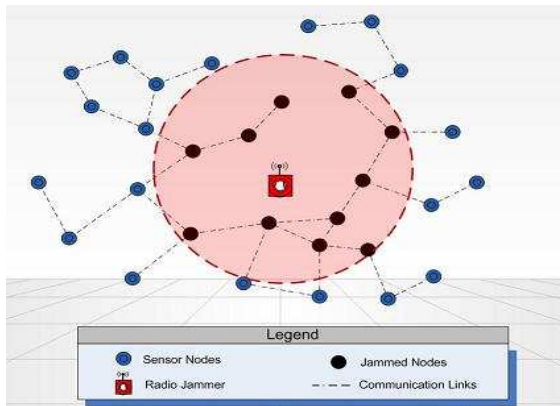 Legend
Sensor Nodes
Jammed Nodes
Radio Jammer
Communication Links